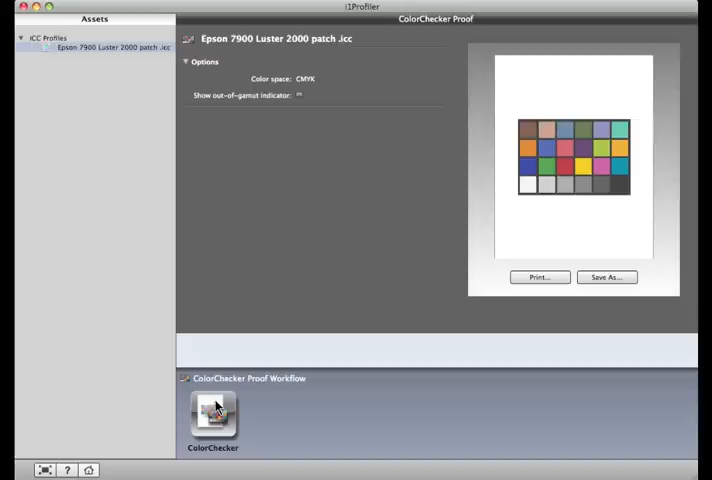 i1Profiler
Assets
ColorChecker Proof
ICC Profiles
Epson 7900 Luster 2000 patch .icc
Epson 7900 Luster 2000 patch .icc
Options
Color space: CMYK
Show out-of-gamut indicator:
Print...
Save As...
ColorChecker Proof Workflow
ColorChecker
?